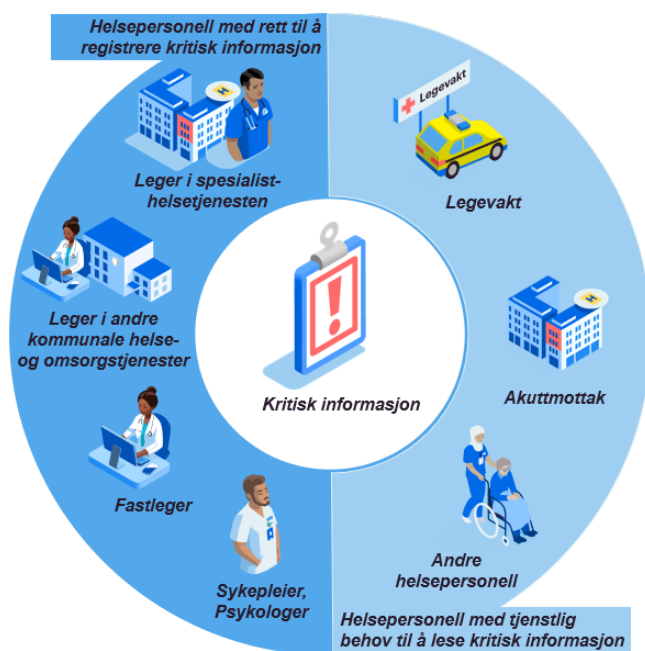 Helsepersonell med rett til å
registrere kritisk informasjon
Leger i spesialist-
helsetjenesten
Leger i andre
kommunale helse-
og omsorgstjenester
Fastleger
Sykepleier,
Psykologer
Kritisk informasjon
Legevakt
Legevakt
H
Akuttmottak
Andre
helsepersonell
Helsepersonell med tjenstlig
behov til å lese kritisk informasjon